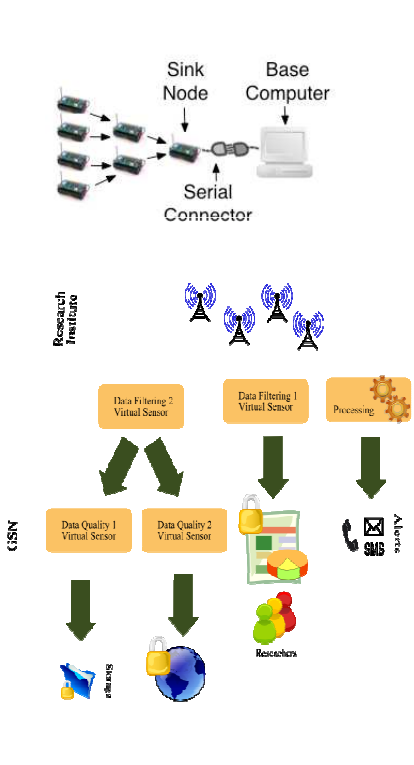 Sink
Node
Base
Computer
Serial
Connector
Research
Institute
Data Filtering 2
Virtual Sensor
Data Filtering 1
Virtual Sensor
Processing
GSN
Data Quality 1
Virtual Sensor
Data Quality 2
Virtual Sensor
SMS
Alerts
Reseachers
Storage